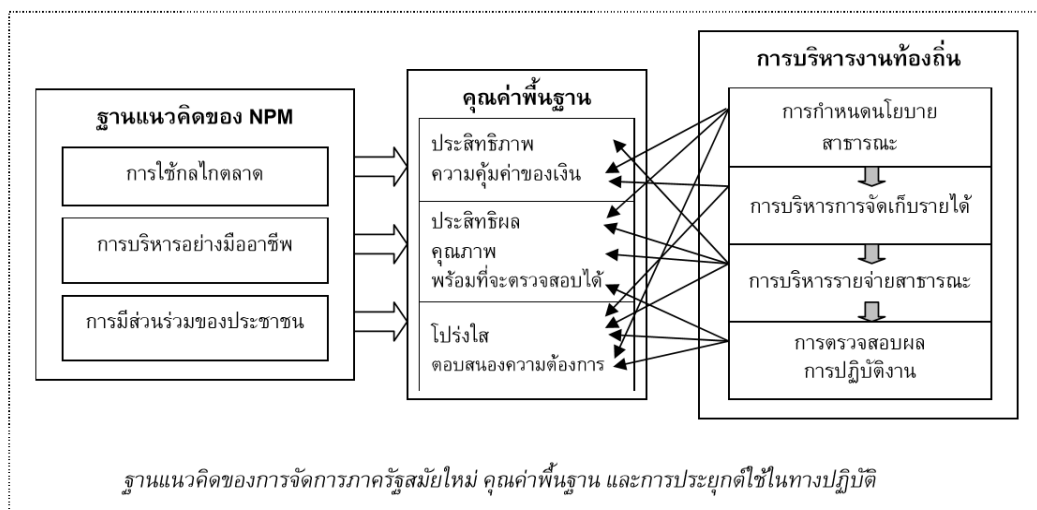 ฐานแนวคิดของ NPM
การใช้กลไกตลาด
การบริหารอย่างมืออาชีพ
การมีส่วนร่วมของประชาชน
คุณค่าพื้นฐาน
ประสิทธิภาพ
ความคุ้มค่าของเงิน
ประสิทธิผล
คุณภาพ
พร้อมที่จะตรวจสอบได้
โปร่งใส
ตอบสนองความต้องการ
การบริหารงานท้องถิ่น
การกำหนดนโยบาย
สาธารณะ
การบริหารการจัดเก็บรายได้
การบริหารรายจ่ายสาธารณะ
การตรวจสอบผล
การปฏิบัติงาน
ฐานแนวคิดของการจัดการภาครัฐสมัยใหม่ คุณค่าพื้นฐาน และการประยุกต์ใช้ในทางปฏิบัติ